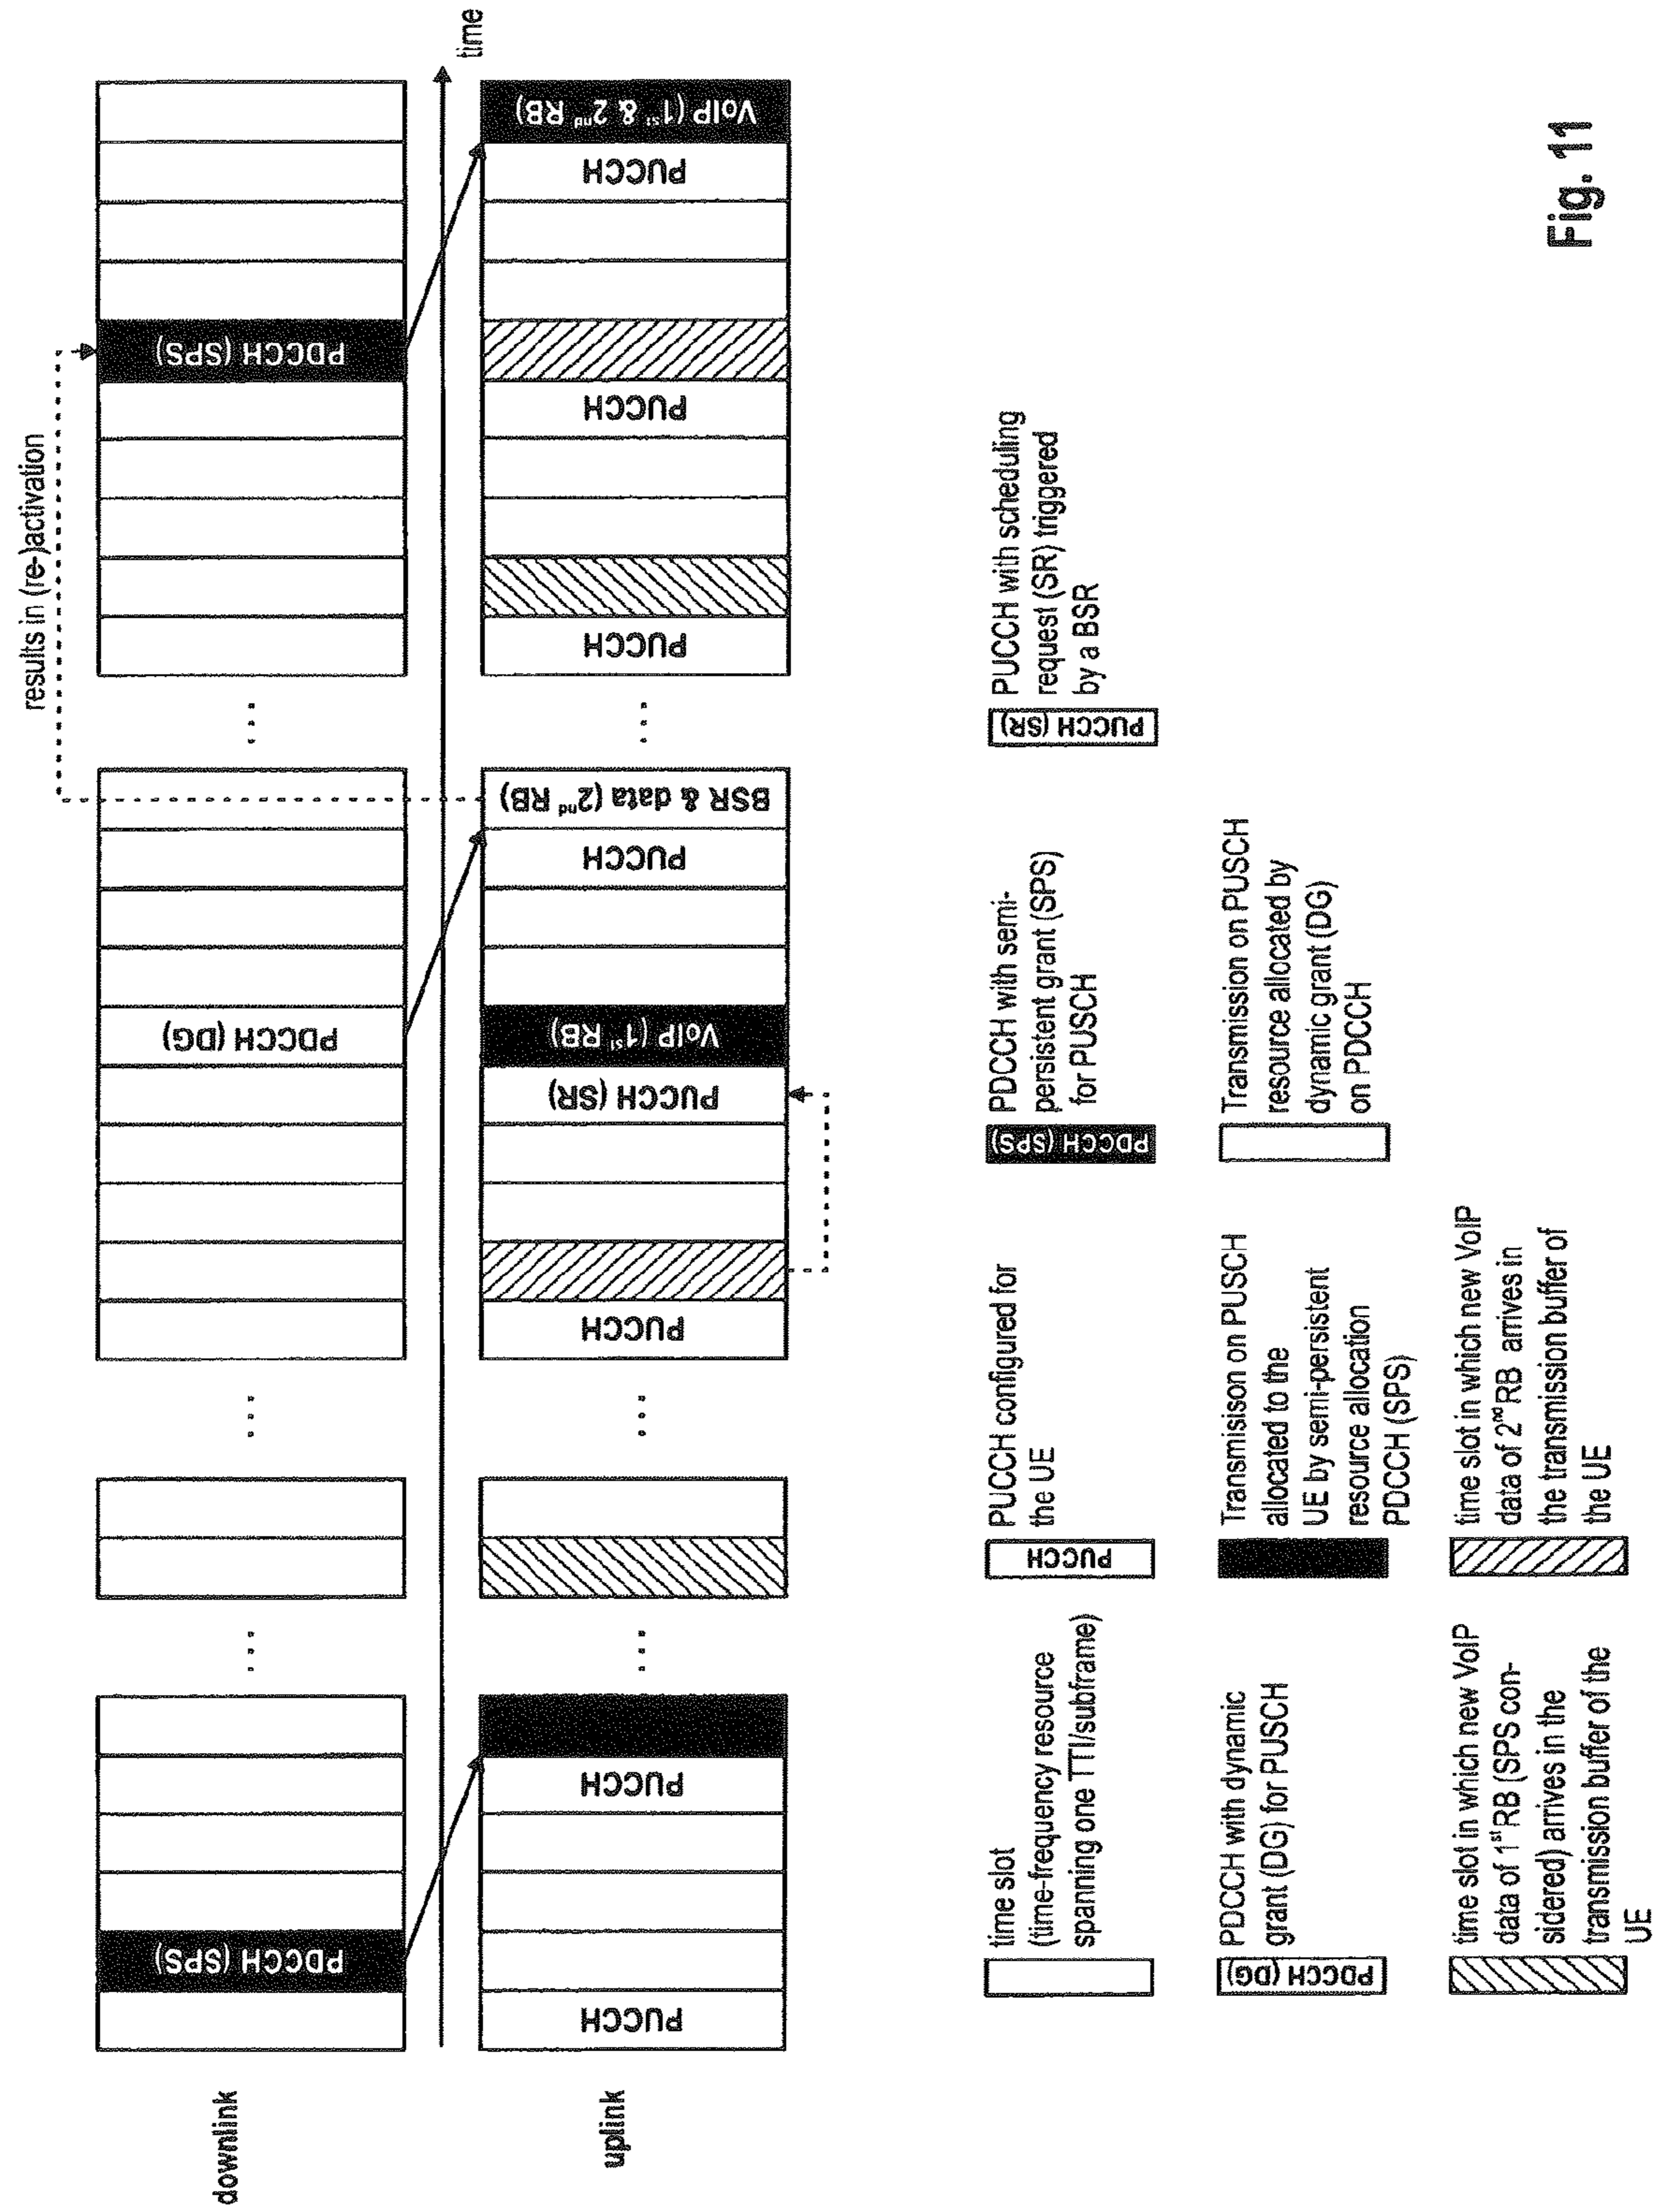 results in (re-)activation
downlink
PDCCH (SPS)
...
...
PDCCH (DG)
...
PDCCH (SPS)
time
uplink
PUCCH
PUCCH
...
...
PUCCH
PUCCH (SR)
VoIP (1st RB)
PUCCH
BSR & data (2nd RB)
...
PUCCH
PUCCH
PUCCH
VoIP (1st & 2nd RB)
time slot
(time-frequency resource
spanning one TTI/subframe)
PUCCH
PUCCH configured for
the UE
PDCCH (SPS)
PDCCH with semi-
persistent grant (SPS)
for PUSCH
PUCCH (SR)
PUCCH with scheduling
request (SR) triggered
by a BSR
PDCCH (DG)
PDCCH with dynamic
grant (DG) for PUSCH
Transmisison on PUSCH
allocated to the
UE by semi-persistent
resource allocation
PDCCH (SPS)
Transmission on PUSCH
resource allocated by
dynamic grant (DG)
on PDCCH
time slot in which new VoIP
data of 1st RB (SPS con-
sidered) arrives in the
transmission buffer of the
UE
time slot in which new VoIP
data of 2nd RB arrives in
the transmission buffer of
the UE
Fig. 11